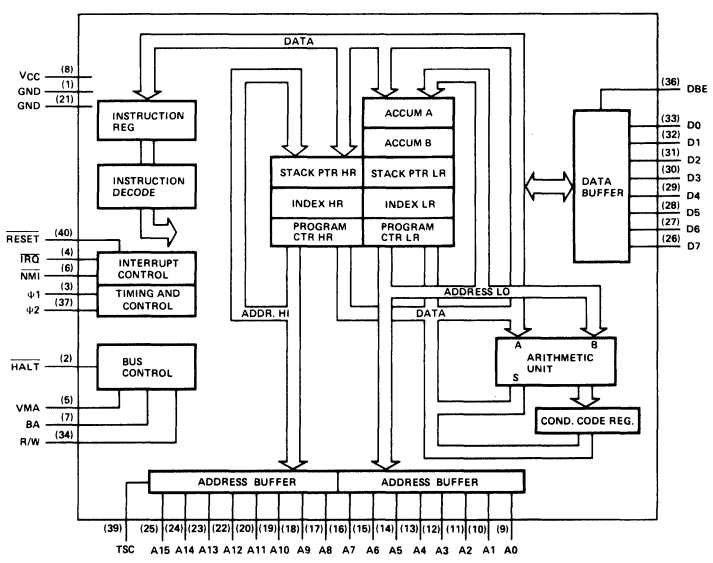 DATA
VCC (8)
GND (1)
GND (21)
(36) DBE
INSTRUCTION
REG
ACCUM A
ACCUM B
(33) D0
(32) D1
(31) D2
(30) D3
(29) D4
(28) D5
(27) D6
(26) D7
DATA
BUFFER
INSTRUCTION
DECODE
STACK PTR HR
STACK PTR LR
INDEX HR
INDEX LR
PROGRAM
CTR HR
PROGRAM
CTR LR
RESET (40)
IRQ (4)
NMI (6)
φ1 (3)
φ2 (37)
INTERRUPT
CONTROL
TIMING AND
CONTROL
ADDRESS LO
ADDR. HI
DATA
A B
ARITHMETIC
UNIT
S
HALT (2)
BUS
CONTROL
VMA (5)
BA (7)
R/W (34)
COND. CODE REG.
ADDRESS BUFFER
ADDRESS BUFFER
(39) (25) (24) (23) (22) (20) (19) (18) (17) (16) (15) (14) (13) (12) (11) (10) (9)
TSC A15 A14 A13 A12 A11 A10 A9 A8 A7 A6 A5 A4 A3 A2 A1 A0